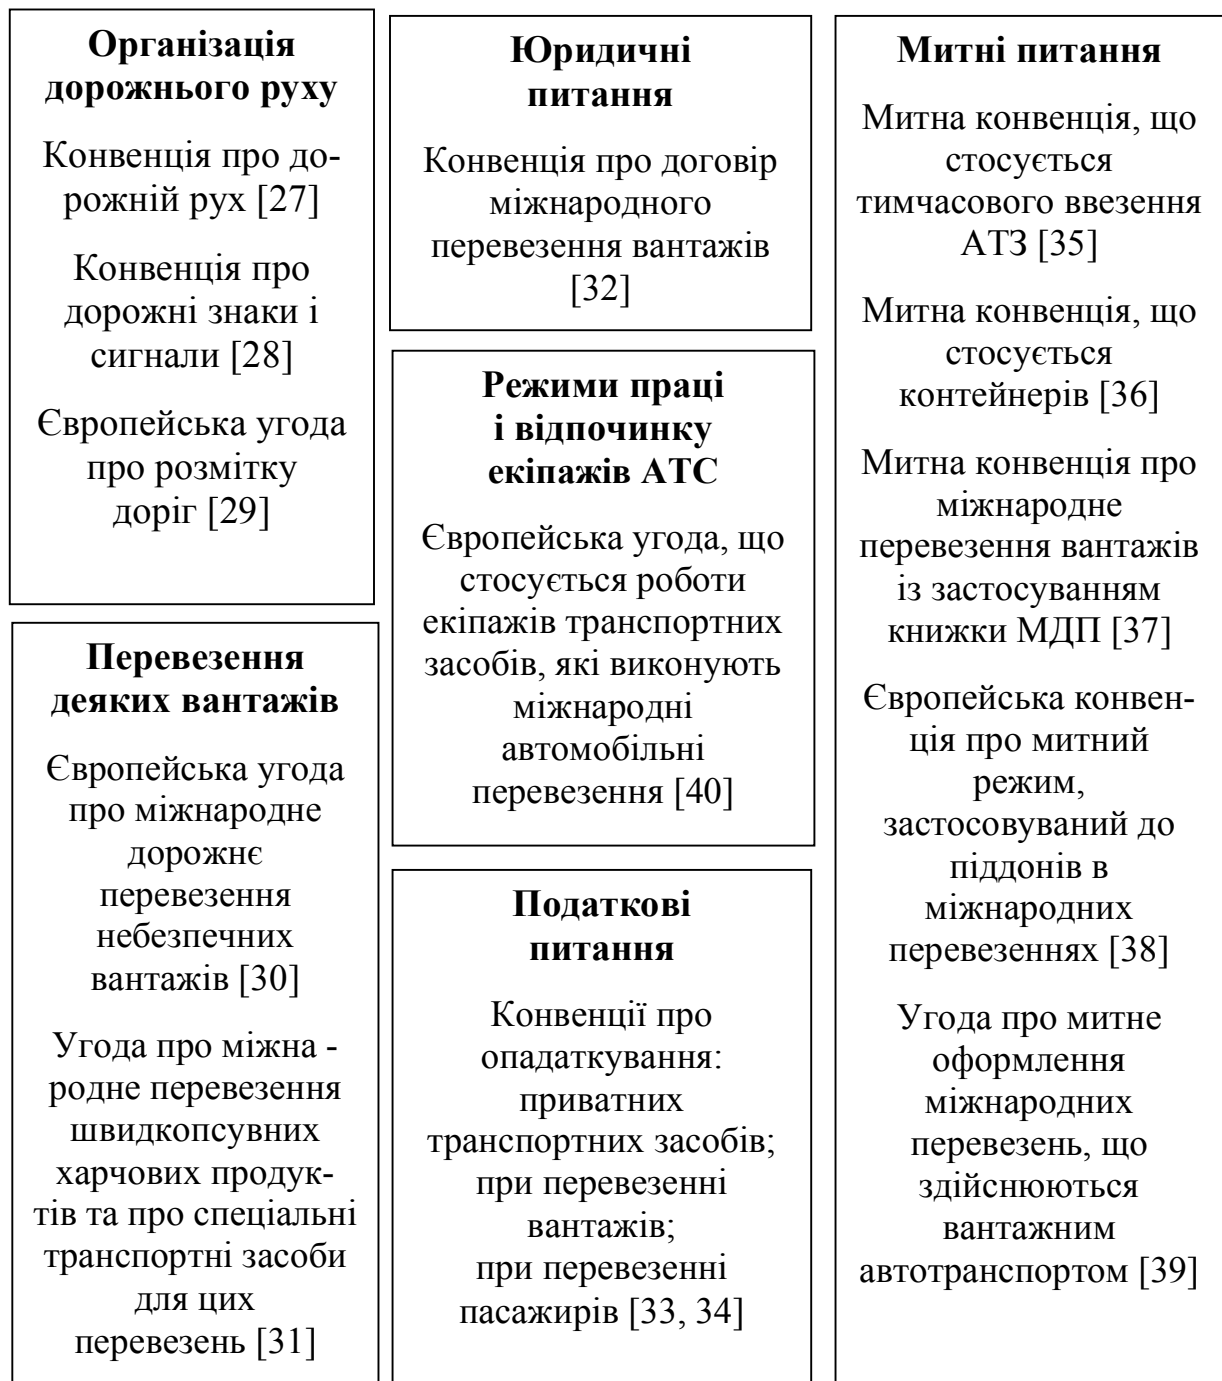 Організація
дорожнього руху
Конвенція про до-
рожній рух [27]
Конвенція про
дорожні знаки і
сигнали [28]
Європейська угода
про розмітку
доріг [29]
Перевезення
деяких вантажів
Європейська угода
про міжнародне
дорожнє
перевезення
небезпечних
вантажів [30]
Угода про міжна -
родне перевезення
швидкопсувних
харчових продук-
тів та про спеціальні
транспортні засоби
для цих
перевезень [31]
Юридичні
питання
Конвенція про договір
міжнародного
перевезення вантажів
[32]
Режими праці
і відпочинку
екіпажів АТС
Європейська угода, що
стосується роботи
екіпажів транспортних
засобів, які виконують
міжнародні
автомобільні
перевезення [40]
Податкові
питання
Конвенції про
опадаткування:
приватних
транспортних засобів;
при перевезенні
вантажів;
при перевезенні
пасажирів [33, 34]
Митні питання
Митна конвенція, що
стосується
тимчасового ввезення
АТЗ [35]
Митна конвенція, що
стосується
контейнерів [36]
Митна конвенція про
міжнародне
перевезення вантажів
із застосуванням
книжки МДП [37]
Європейська конвен-
ція про митний
режим,
застосовуваний до
піддонів в
міжнародних
перевезеннях [38]
Угода про митне
оформлення
міжнародних
перевезень, що
здійснюються
вантажним
автотранспортом [39]